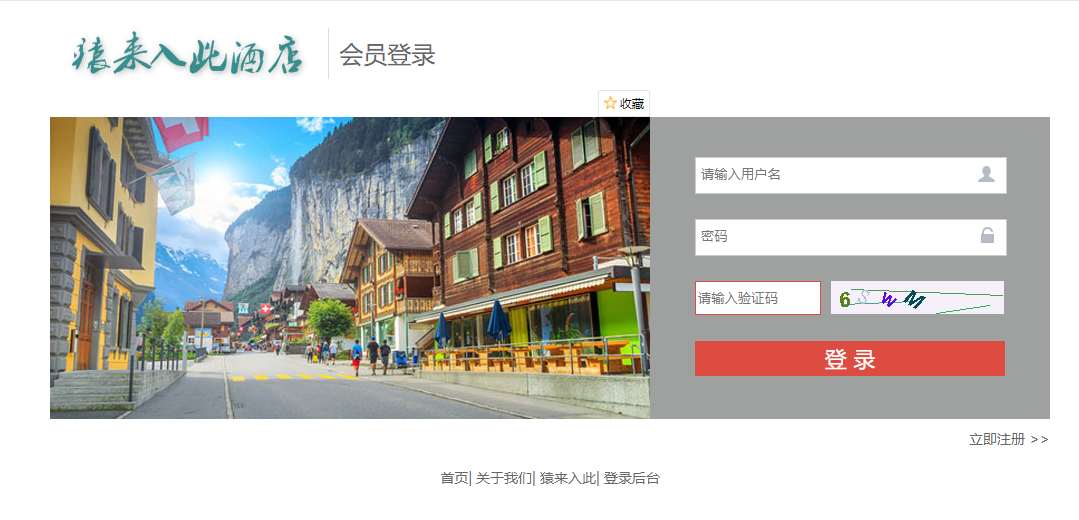 猿来入此酒店
会员登录
收藏
请输入用户名
密码
请输入验证码
登 录
立即注册 >>
首页| 关于我们| 猿来入此| 登录后台